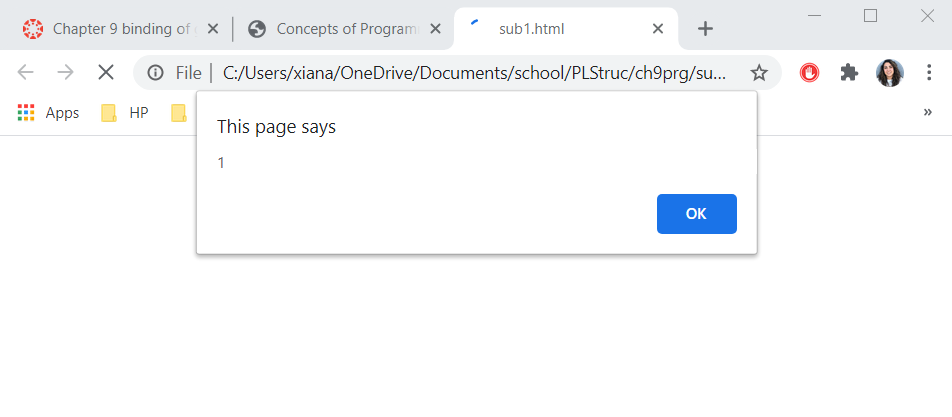 Chapter 9 binding of
Concepts of Program
sub1.html
File | C:/Users/xiana/OneDrive/Documents/school/PLStruc/ch9prg/su...
Apps
HP
»
This page says
1
OK